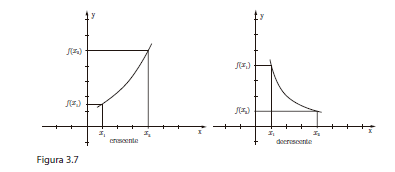 y
f(x₂)
f(x₁)
x₁
x₂
x
crescente
y
f(x₁)
f(x₂)
x₁
x₂
x
decrescente
Figura 3.7